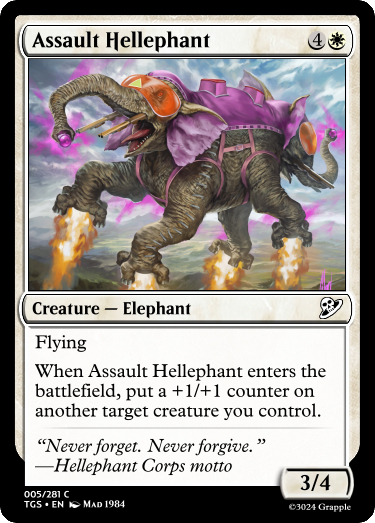 Assault Hellephant 4
Creature — Elephant
Flying
When Assault Hellephant enters the
battlefield, put a +1/+1 counter on
another target creature you control.
“Never forget. Never forgive.”
—Hellephant Corps motto
3/4
005/281 C
TGS • EN Mad 1984
©3024 Grapple